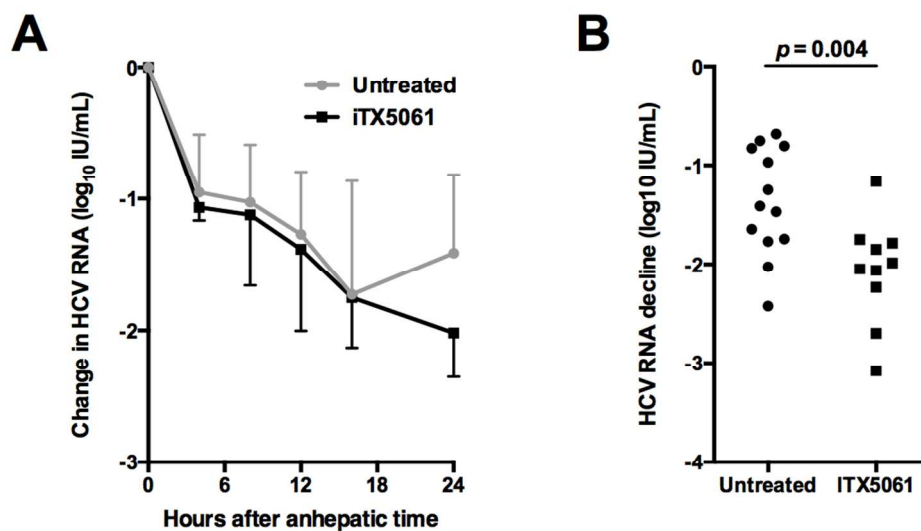 A
Change in HCV RNA (log10 IU/mL)
0
-1
-2
-3
Untreated
iTX5061
0 6 12 18 24
Hours after anhepatic time
B
p = 0.004
HCV RNA decline (log10 IU/mL)
0
-1
-2
-3
-4
Untreated ITX5061